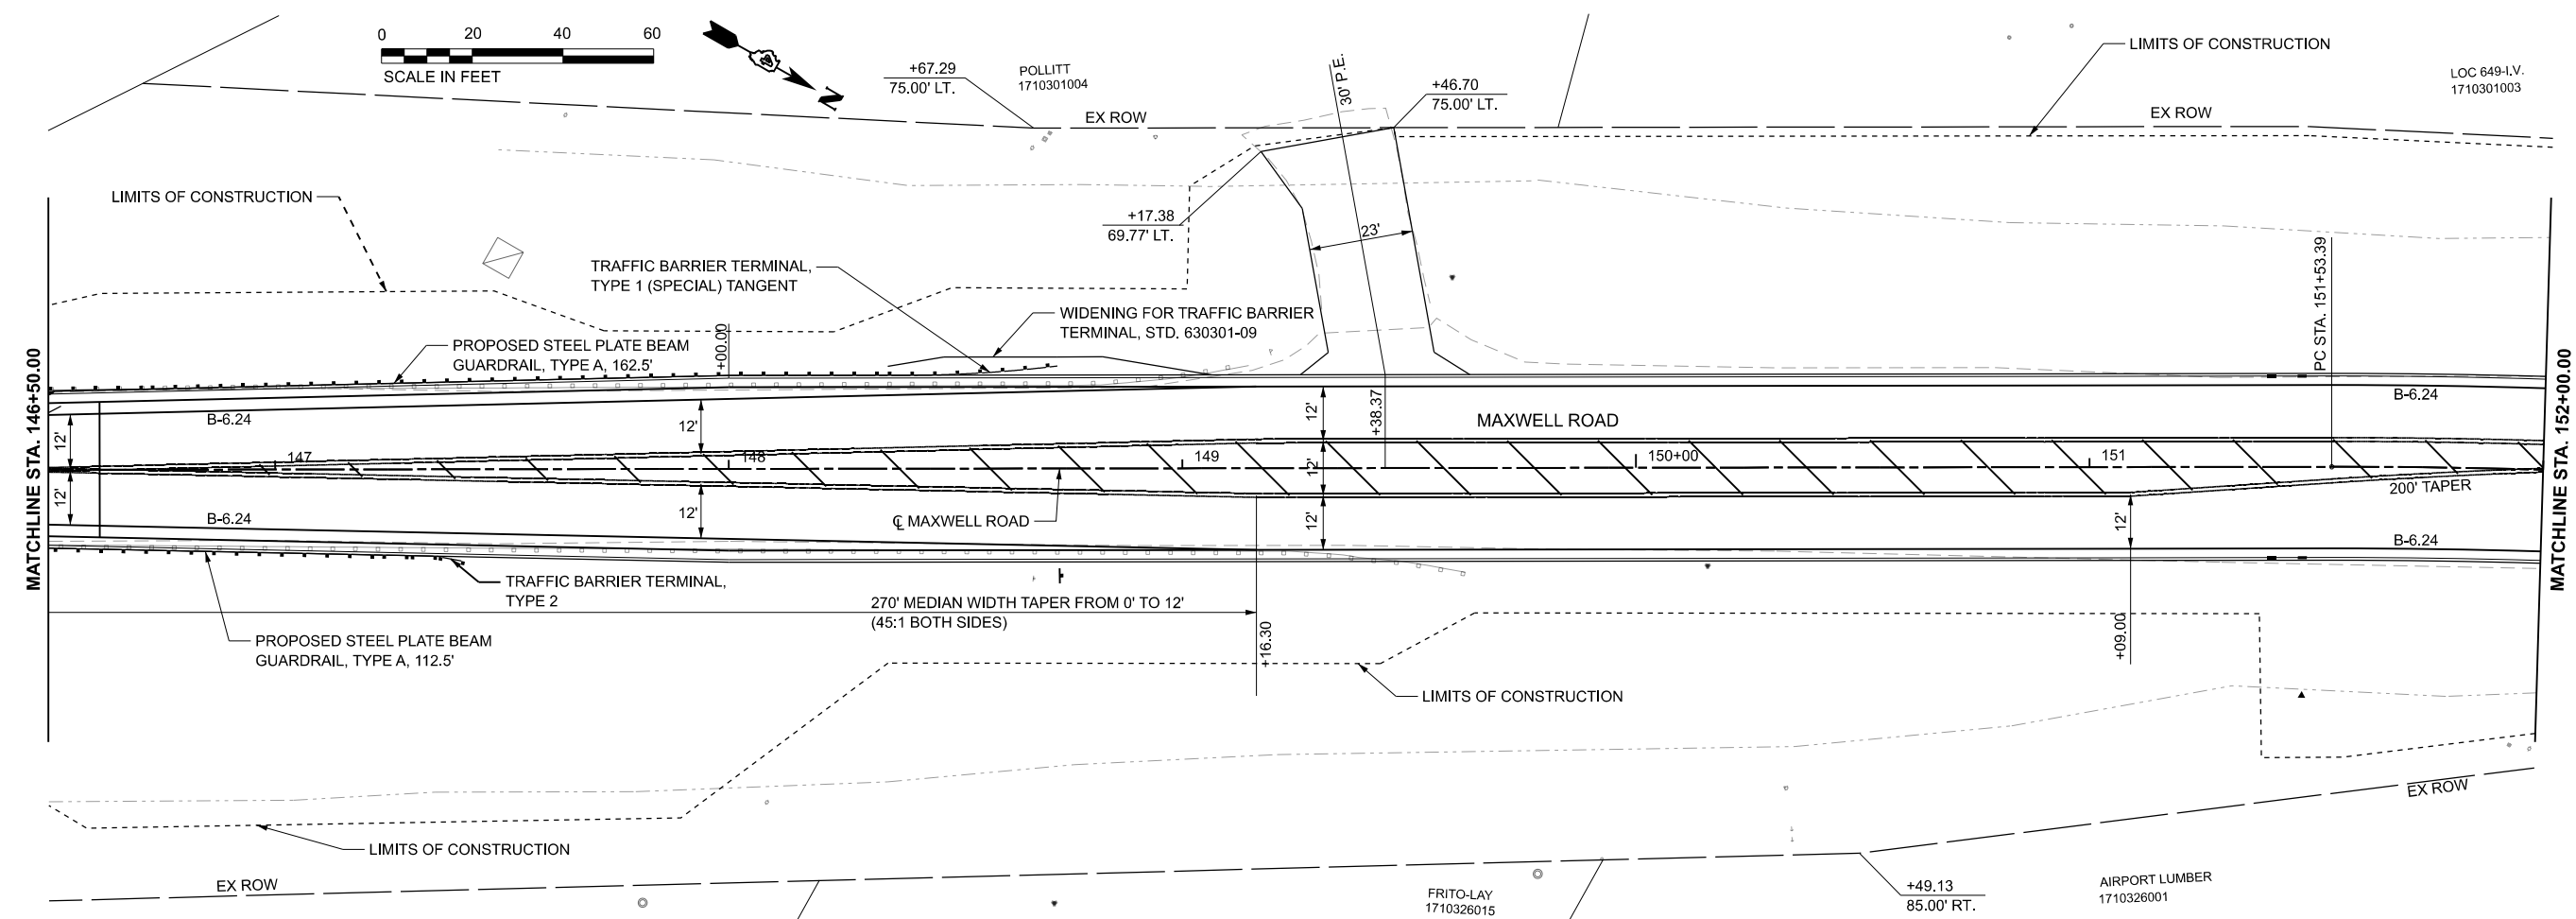 0 20 40 60
SCALE IN FEET
N
+67.29
75.00' LT.
POLLITT
1710301004
EX ROW
30' P.E.
+46.70
75.00' LT.
LIMITS OF CONSTRUCTION
LOC 649-I.V.
1710301003
EX ROW
LIMITS OF CONSTRUCTION
+17.38
69.77' LT.
23'
TRAFFIC BARRIER TERMINAL,
TYPE 1 (SPECIAL) TANGENT
WIDENING FOR TRAFFIC BARRIER
TERMINAL, STD. 630301-09
PROPOSED STEEL PLATE BEAM
GUARDRAIL, TYPE A, 162.5'
+00.00
PC STA. 151+53.39
MATCHLINE STA. 146+50.00
MATCHLINE STA. 152+00.00
B-6.24
12'
12'
12'
+38.37
MAXWELL ROAD
B-6.24
147
148
149
150+00
151
12'
12'
12'
12'
12'
200' TAPER
B-6.24
℄ MAXWELL ROAD
B-6.24
TRAFFIC BARRIER TERMINAL,
TYPE 2
270' MEDIAN WIDTH TAPER FROM 0' TO 12'
(45:1 BOTH SIDES)
+16.30
+09.00
PROPOSED STEEL PLATE BEAM
GUARDRAIL, TYPE A, 112.5'
LIMITS OF CONSTRUCTION
LIMITS OF CONSTRUCTION
EX ROW
EX ROW
FRITO-LAY
1710326015
+49.13
85.00' RT.
AIRPORT LUMBER
1710326001